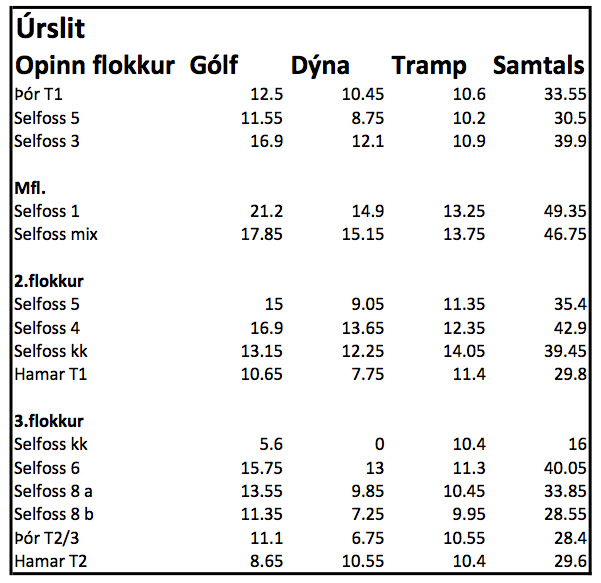 Úrslit
Opinn flokkur Gólf Dýna Tramp Samtals
Þór T1 12.5 10.45 10.6 33.55
Selfoss 5 11.55 8.75 10.2 30.5
Selfoss 3 16.9 12.1 10.9 39.9
Mfl.
Selfoss 1 21.2 14.9 13.25 49.35
Selfoss mix 17.85 15.15 13.75 46.75
2.flokkur
Selfoss 5 15 9.05 11.35 35.4
Selfoss 4 16.9 13.65 12.35 42.9
Selfoss kk 13.15 12.25 14.05 39.45
Hamar T1 10.65 7.75 11.4 29.8
3.flokkur
Selfoss kk 5.6 0 10.4 16
Selfoss 6 15.75 13 11.3 40.05
Selfoss 8 a 13.55 9.85 10.45 33.85
Selfoss 8 b 11.35 7.25 9.95 28.55
Þór T2/3 11.1 6.75 10.55 28.4
Hamar T2 8.65 10.55 10.4 29.6